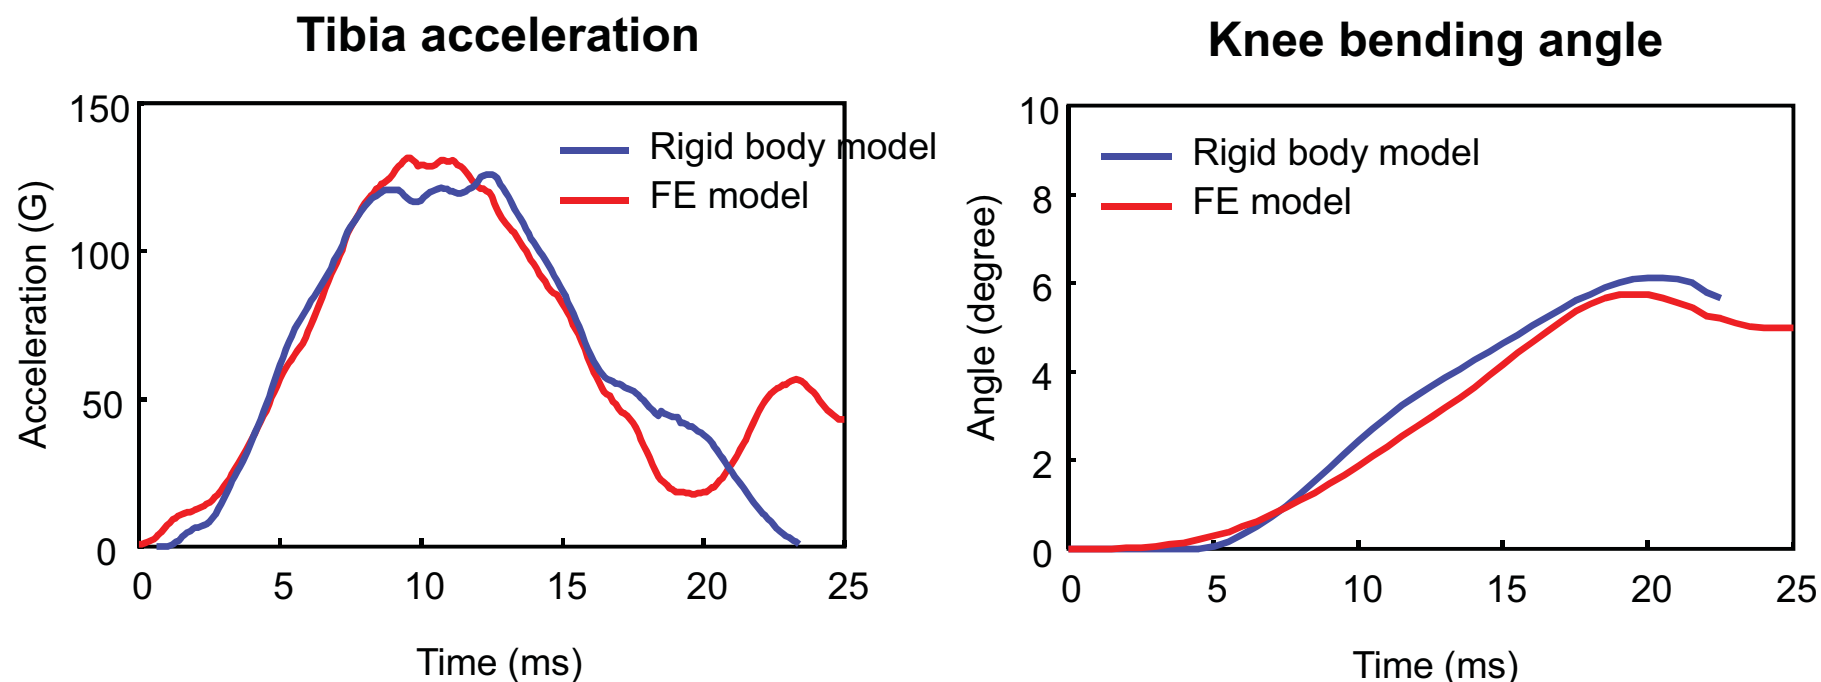 Tibia acceleration
150
100
50
0
Acceleration (G)
Rigid body model
FE model
0 5 10 15 20 25
Time (ms)
Knee bending angle
10
8
6
4
2
0
Angle (degree)
Rigid body model
FE model
0 5 10 15 20 25
Time (ms)